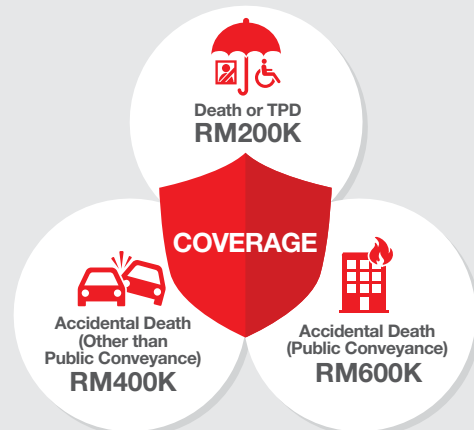 Death or TPD
RM200K
COVERAGE
Accidental Death
(Other than
Public Conveyance)
RM400K
Accidental Death
(Public Conveyance)
RM600K